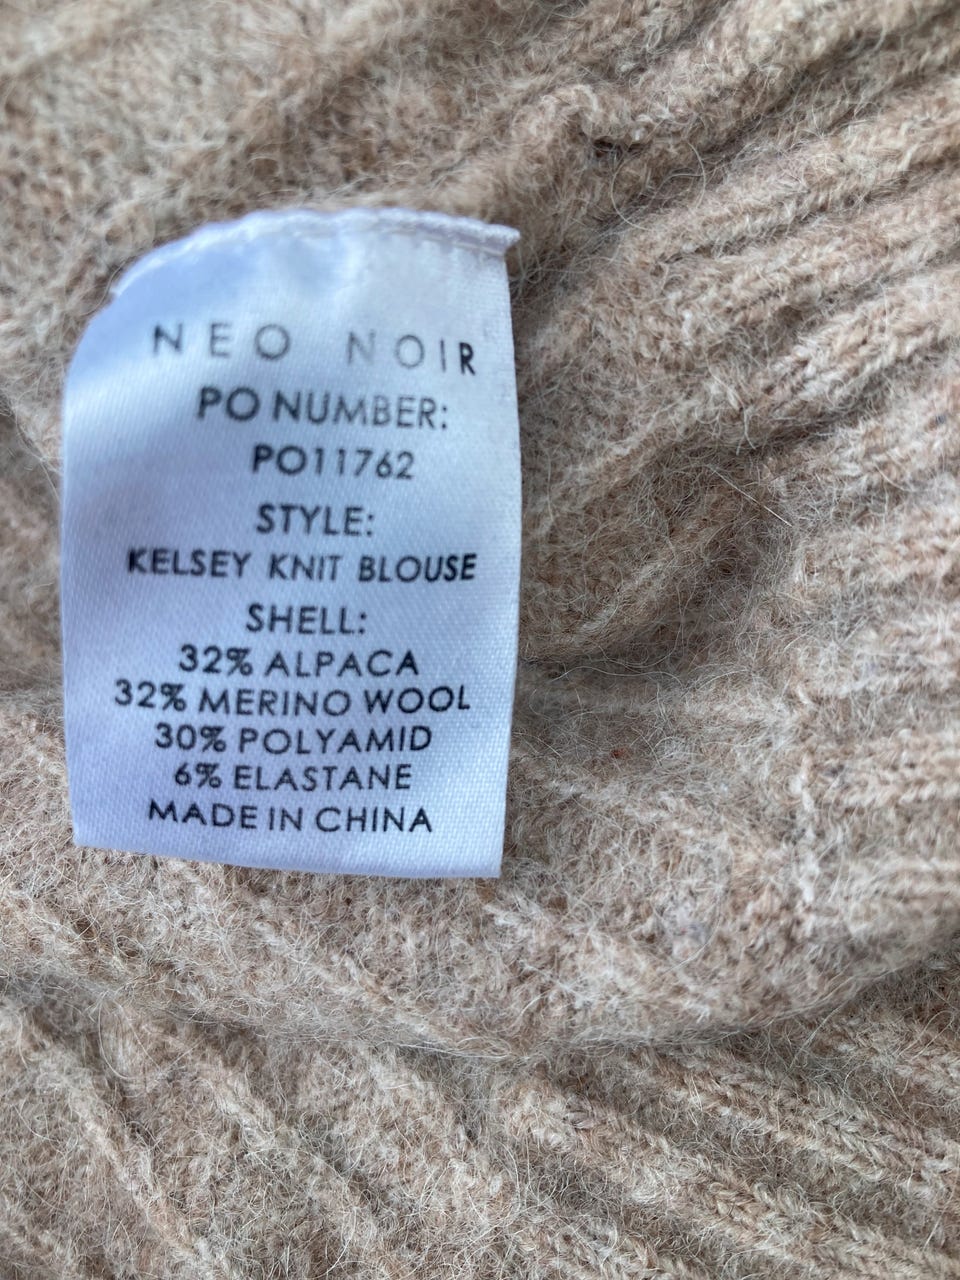 NEO NOIR
PO NUMBER:
PO11762
STYLE:
KELSEY KNIT BLOUSE
SHELL:
32% ALPACA
32% MERINO WOOL
30% POLYAMID
6% ELASTANE
MADE IN CHINA